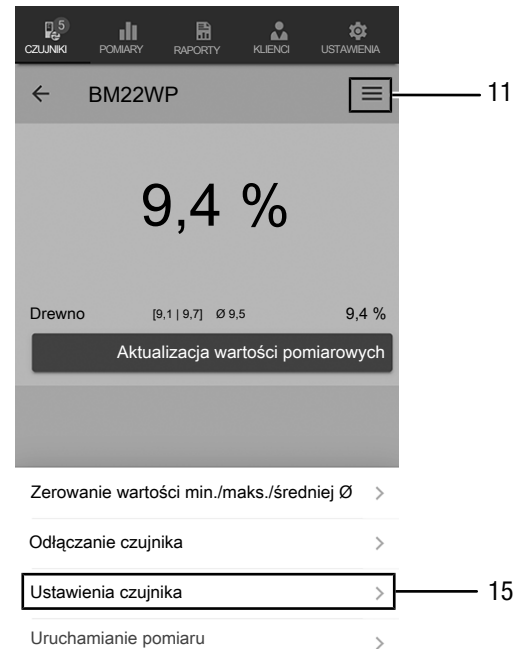 5
CZUJNIKI POMIARY RAPORTY KLIENCI USTAWIENIA
BM22WP
11
9,4 %
Drewno [9,1 | 9,7] Ø 9,5 9,4 %
Aktualizacja wartości pomiarowych
Zerowanie wartości min./maks./średniej Ø
Odłączanie czujnika
Ustawienia czujnika
15
Uruchamianie pomiaru